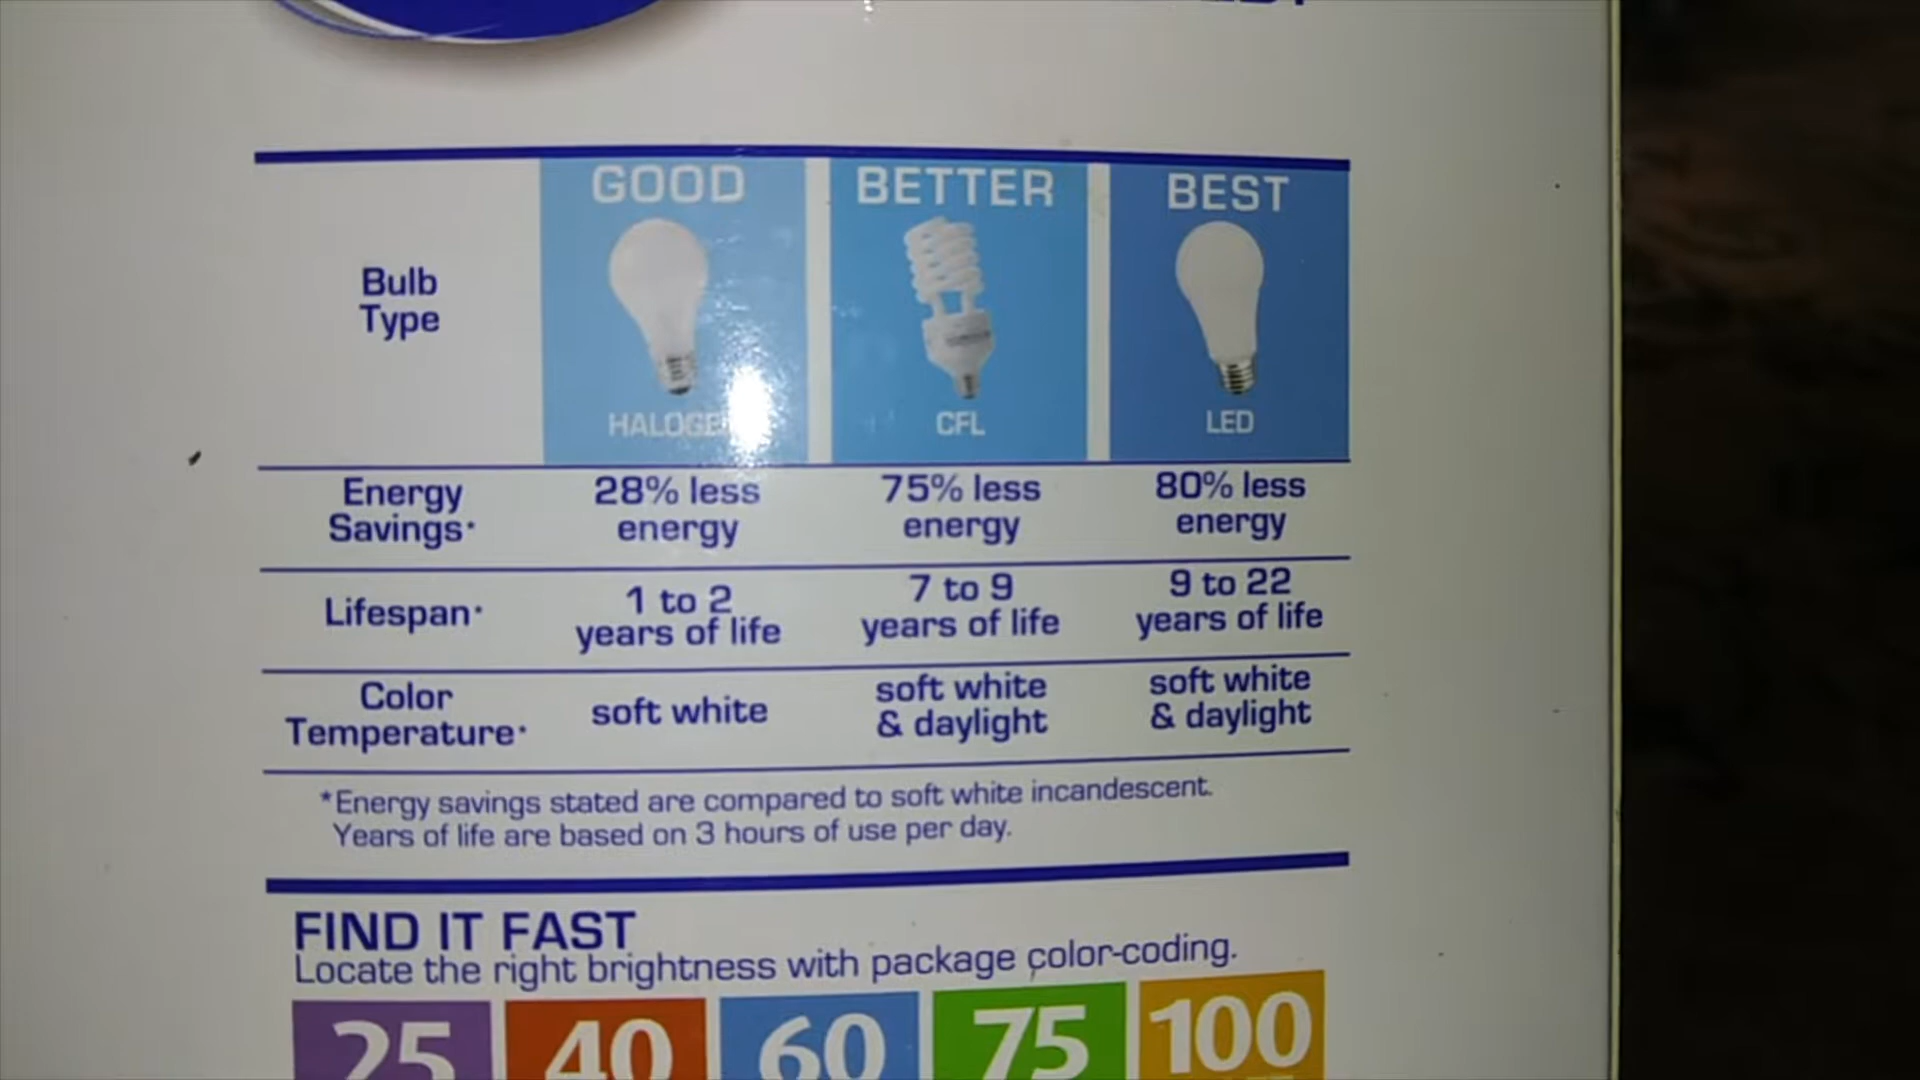 GOOD
BETTER
BEST
Bulb
Type
CFL
LED
Energy
Savings*
28% less
energy
75% less
energy
80% less
energy
Lifespan*
1 to 2
years of life
7 to 9
years of life
9 to 22
years of life
Color
Temperature*
soft white
soft white
& daylight
soft white
& daylight
*Energy savings stated are compared to soft white incandescent.
Years of life are based on 3 hours of use per day.
FIND IT FAST
Locate the right brightness with package color-coding.
25
40
60
75
100